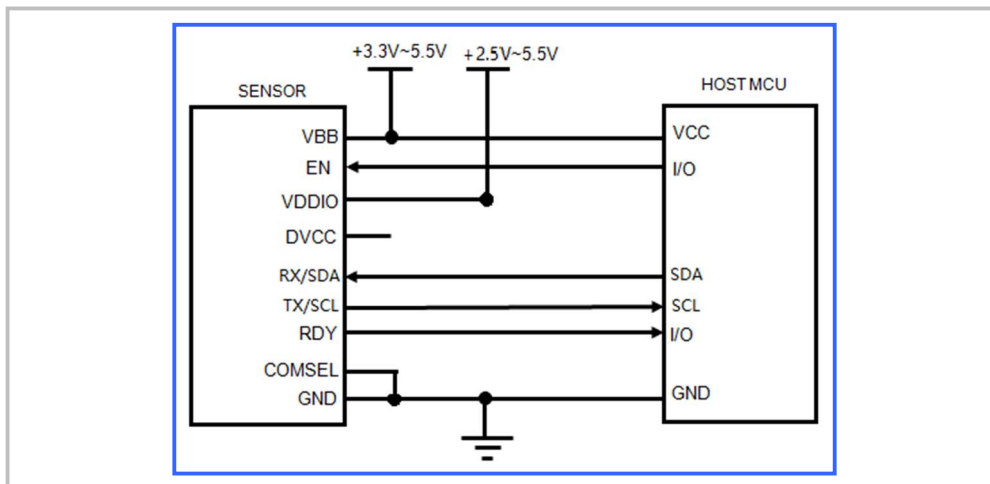 +3.3V~5.5V
+2.5V~5.5V
SENSOR
HOST MCU
VBB
VCC
EN
I/O
VDDIO
DVCC
RX/SDA
SDA
TX/SCL
SCL
RDY
I/O
COMSEL
GND
GND